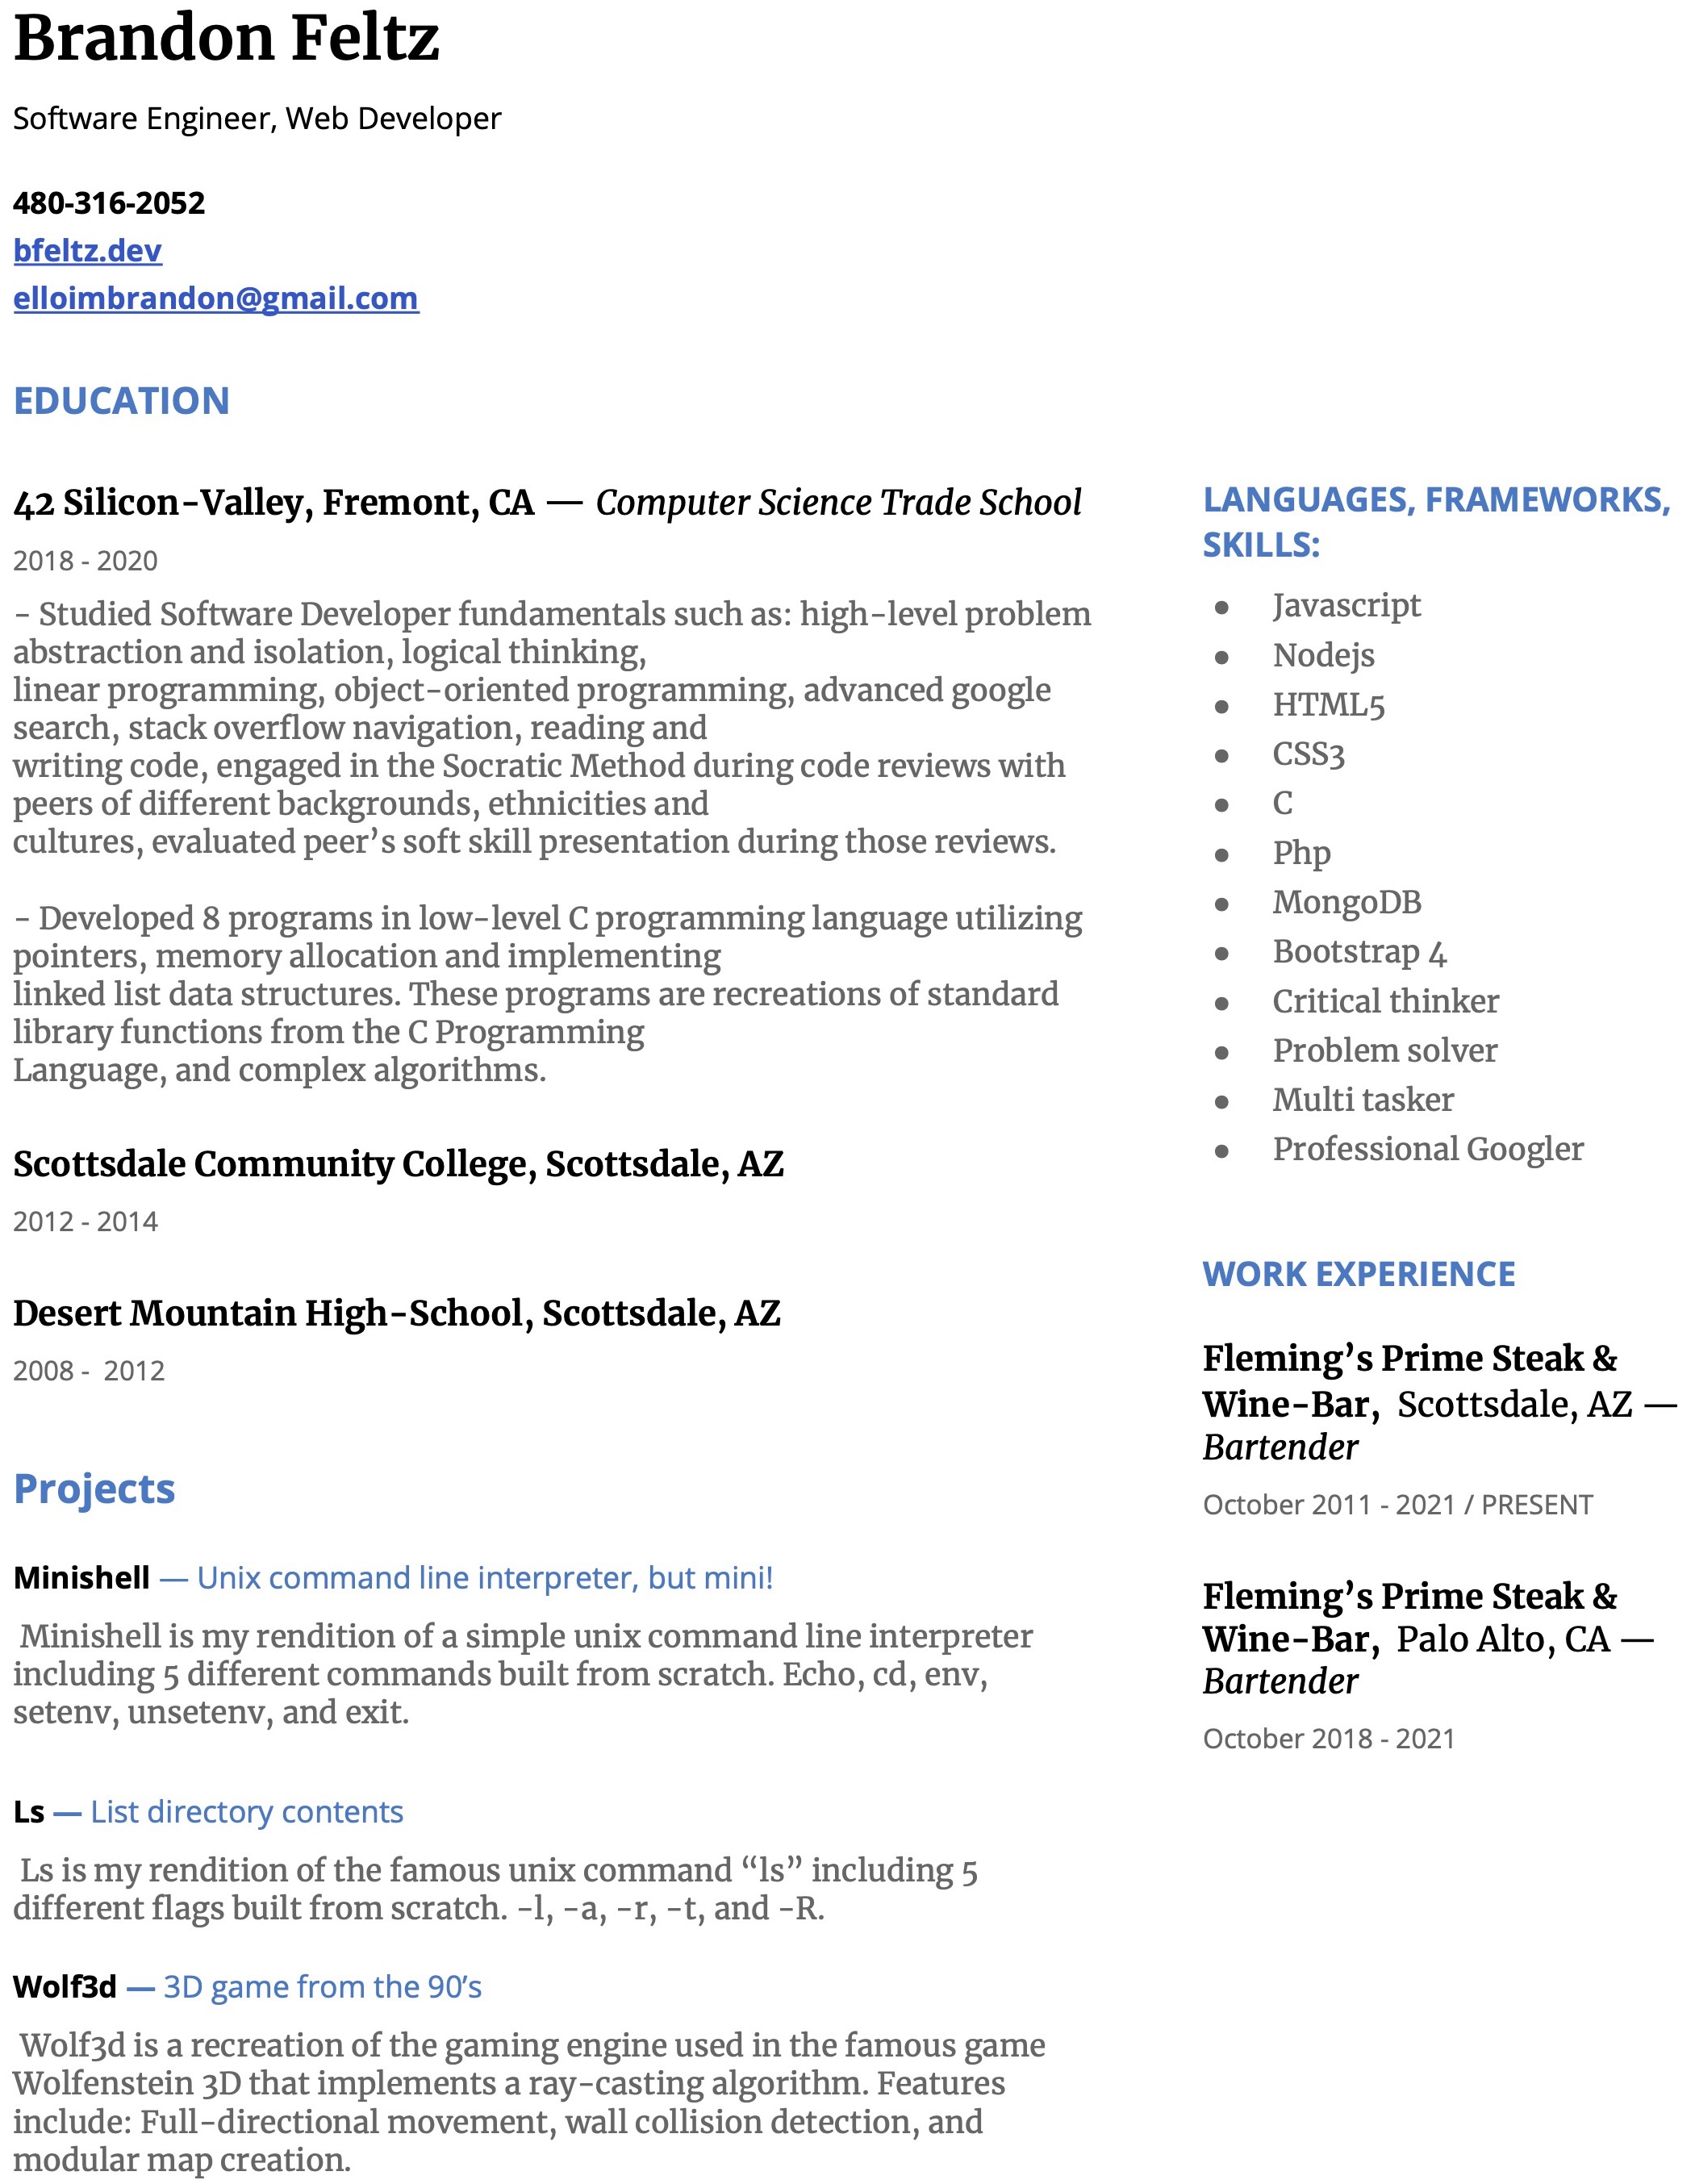 Brandon Feltz
Software Engineer, Web Developer
480-316-2052
bfeltz.dev
elloimbrandon@gmail.com
EDUCATION
42 Silicon-Valley, Fremont, CA — Computer Science Trade School
2018 - 2020
- Studied Software Developer fundamentals such as: high-level problem
abstraction and isolation, logical thinking,
linear programming, object-oriented programming, advanced google
search, stack overflow navigation, reading and
writing code, engaged in the Socratic Method during code reviews with
peers of different backgrounds, ethnicities and
cultures, evaluated peer’s soft skill presentation during those reviews.
- Developed 8 programs in low-level C programming language utilizing
pointers, memory allocation and implementing
linked list data structures. These programs are recreations of standard
library functions from the C Programming
Language, and complex algorithms.
Scottsdale Community College, Scottsdale, AZ
2012 - 2014
Desert Mountain High-School, Scottsdale, AZ
2008 - 2012
Projects
Minishell — Unix command line interpreter, but mini!
Minishell is my rendition of a simple unix command line interpreter
including 5 different commands built from scratch. Echo, cd, env,
setenv, unsetenv, and exit.
Ls — List directory contents
Ls is my rendition of the famous unix command “ls” including 5
different flags built from scratch. -l, -a, -r, -t, and -R.
Wolf3d — 3D game from the 90’s
Wolf3d is a recreation of the gaming engine used in the famous game
Wolfenstein 3D that implements a ray-casting algorithm. Features
include: Full-directional movement, wall collision detection, and
modular map creation.
LANGUAGES, FRAMEWORKS,
SKILLS:
● Javascript
● Nodejs
● HTML5
● CSS3
● C
● Php
● MongoDB
● Bootstrap 4
● Critical thinker
● Problem solver
● Multi tasker
● Professional Googler
WORK EXPERIENCE
Fleming’s Prime Steak &
Wine-Bar, Scottsdale, AZ —
Bartender
October 2011 - 2021 / PRESENT
Fleming’s Prime Steak &
Wine-Bar, Palo Alto, CA —
Bartender
October 2018 - 2021